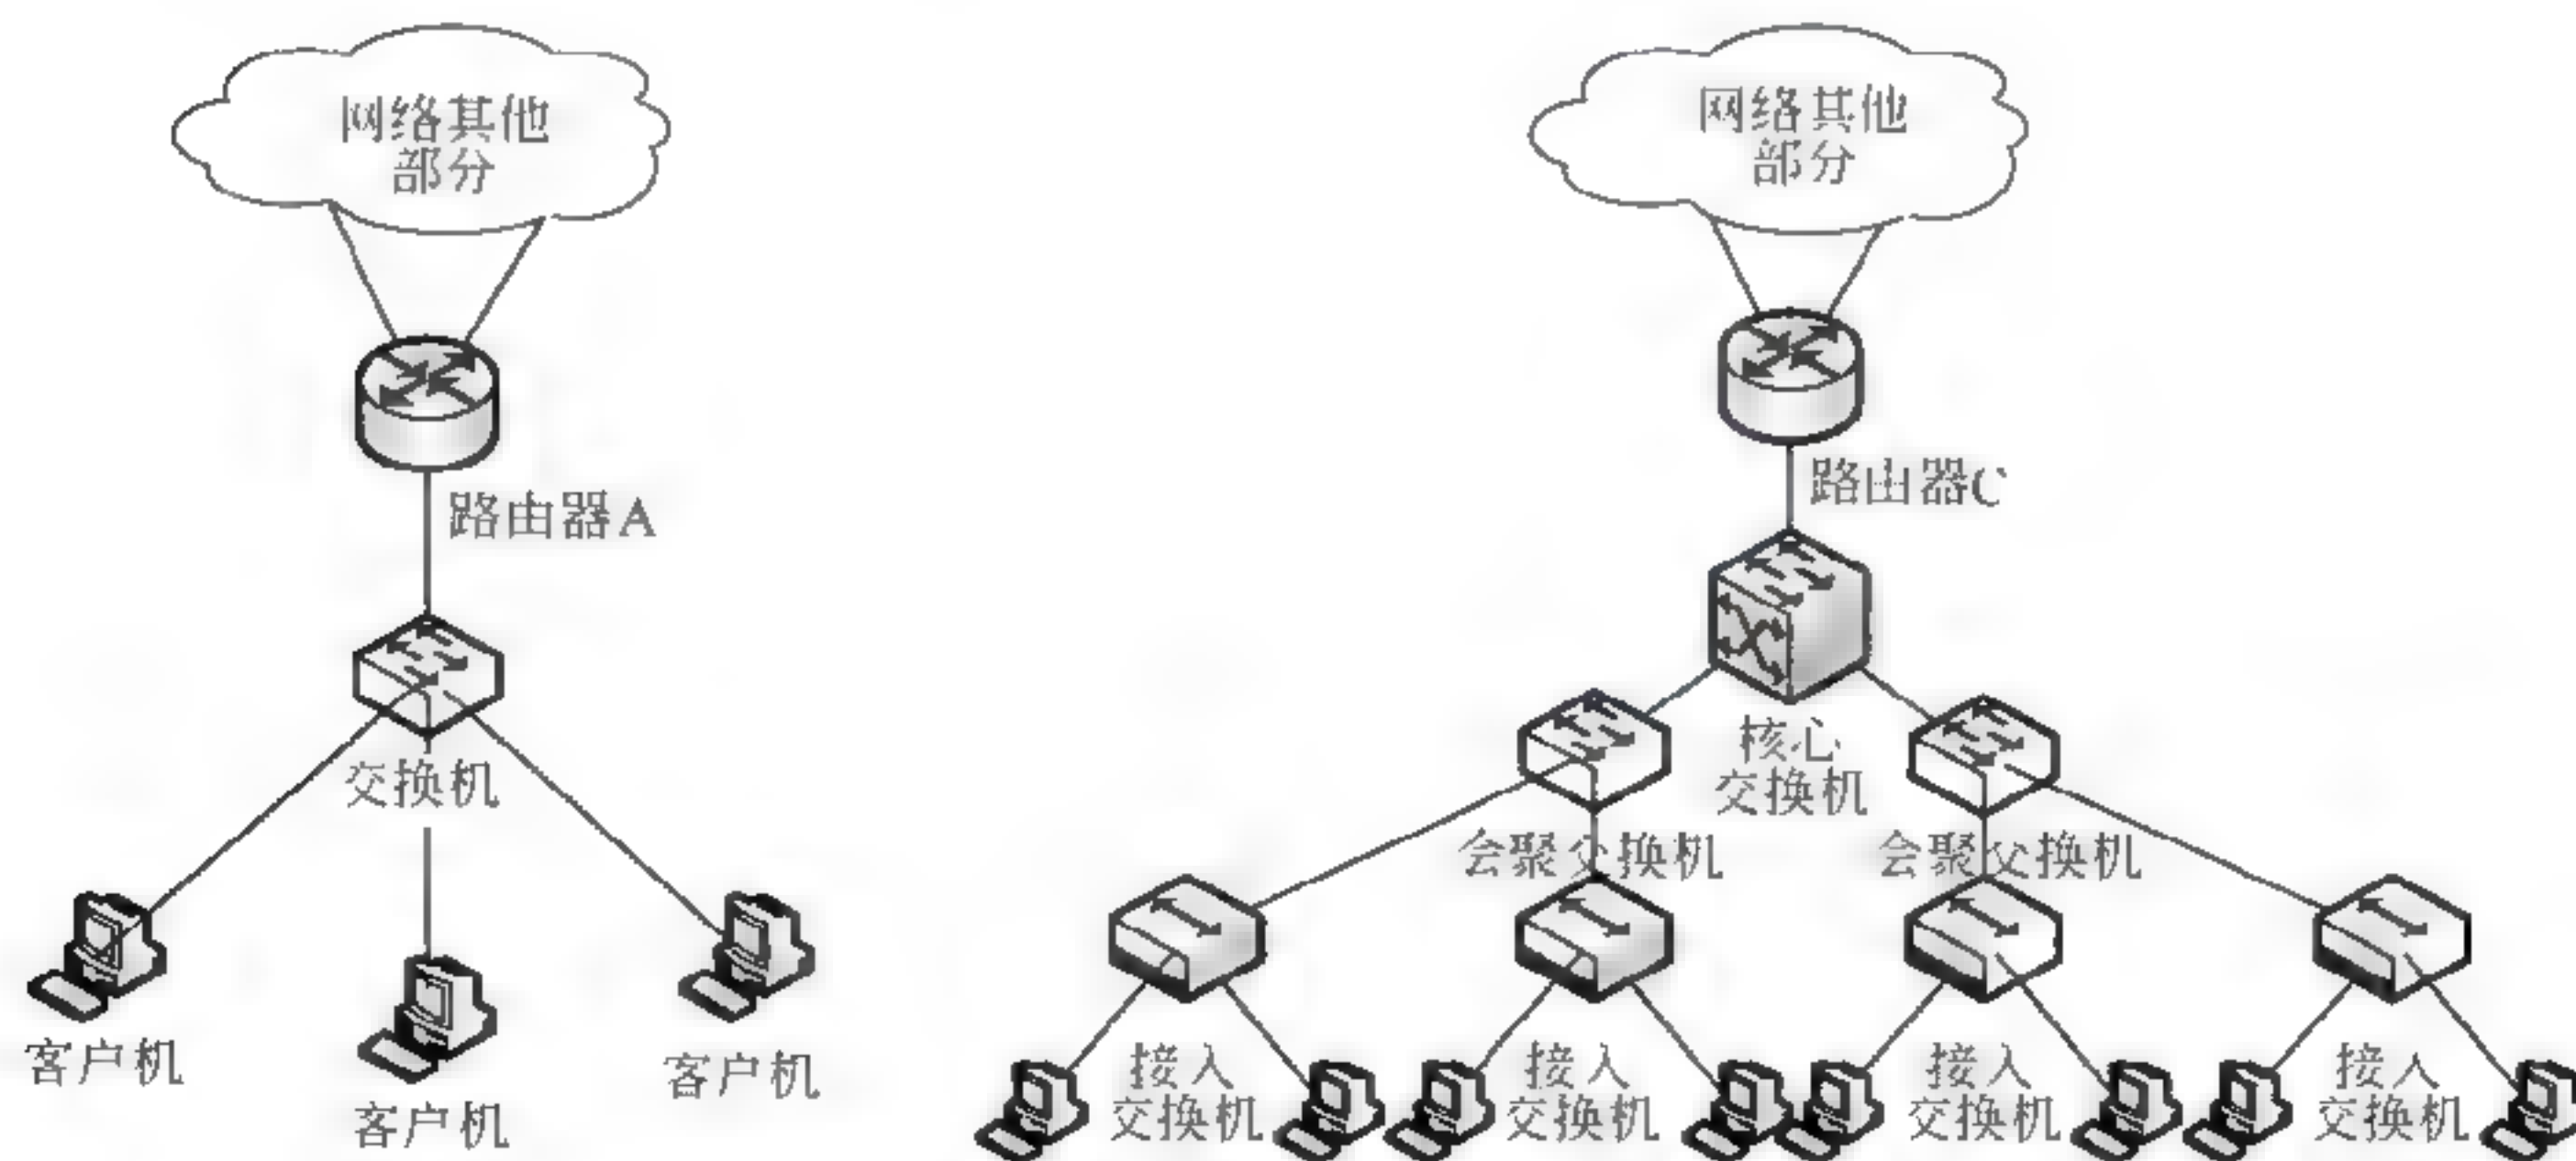 网络其他
部分
路由器A
交换机
客户机
客户机
客户机
网络其他
部分
路由器C
核心
交换机
会聚交换机
会聚交换机
接入
交换机
接入
交换机
接入
交换机
接入
交换机